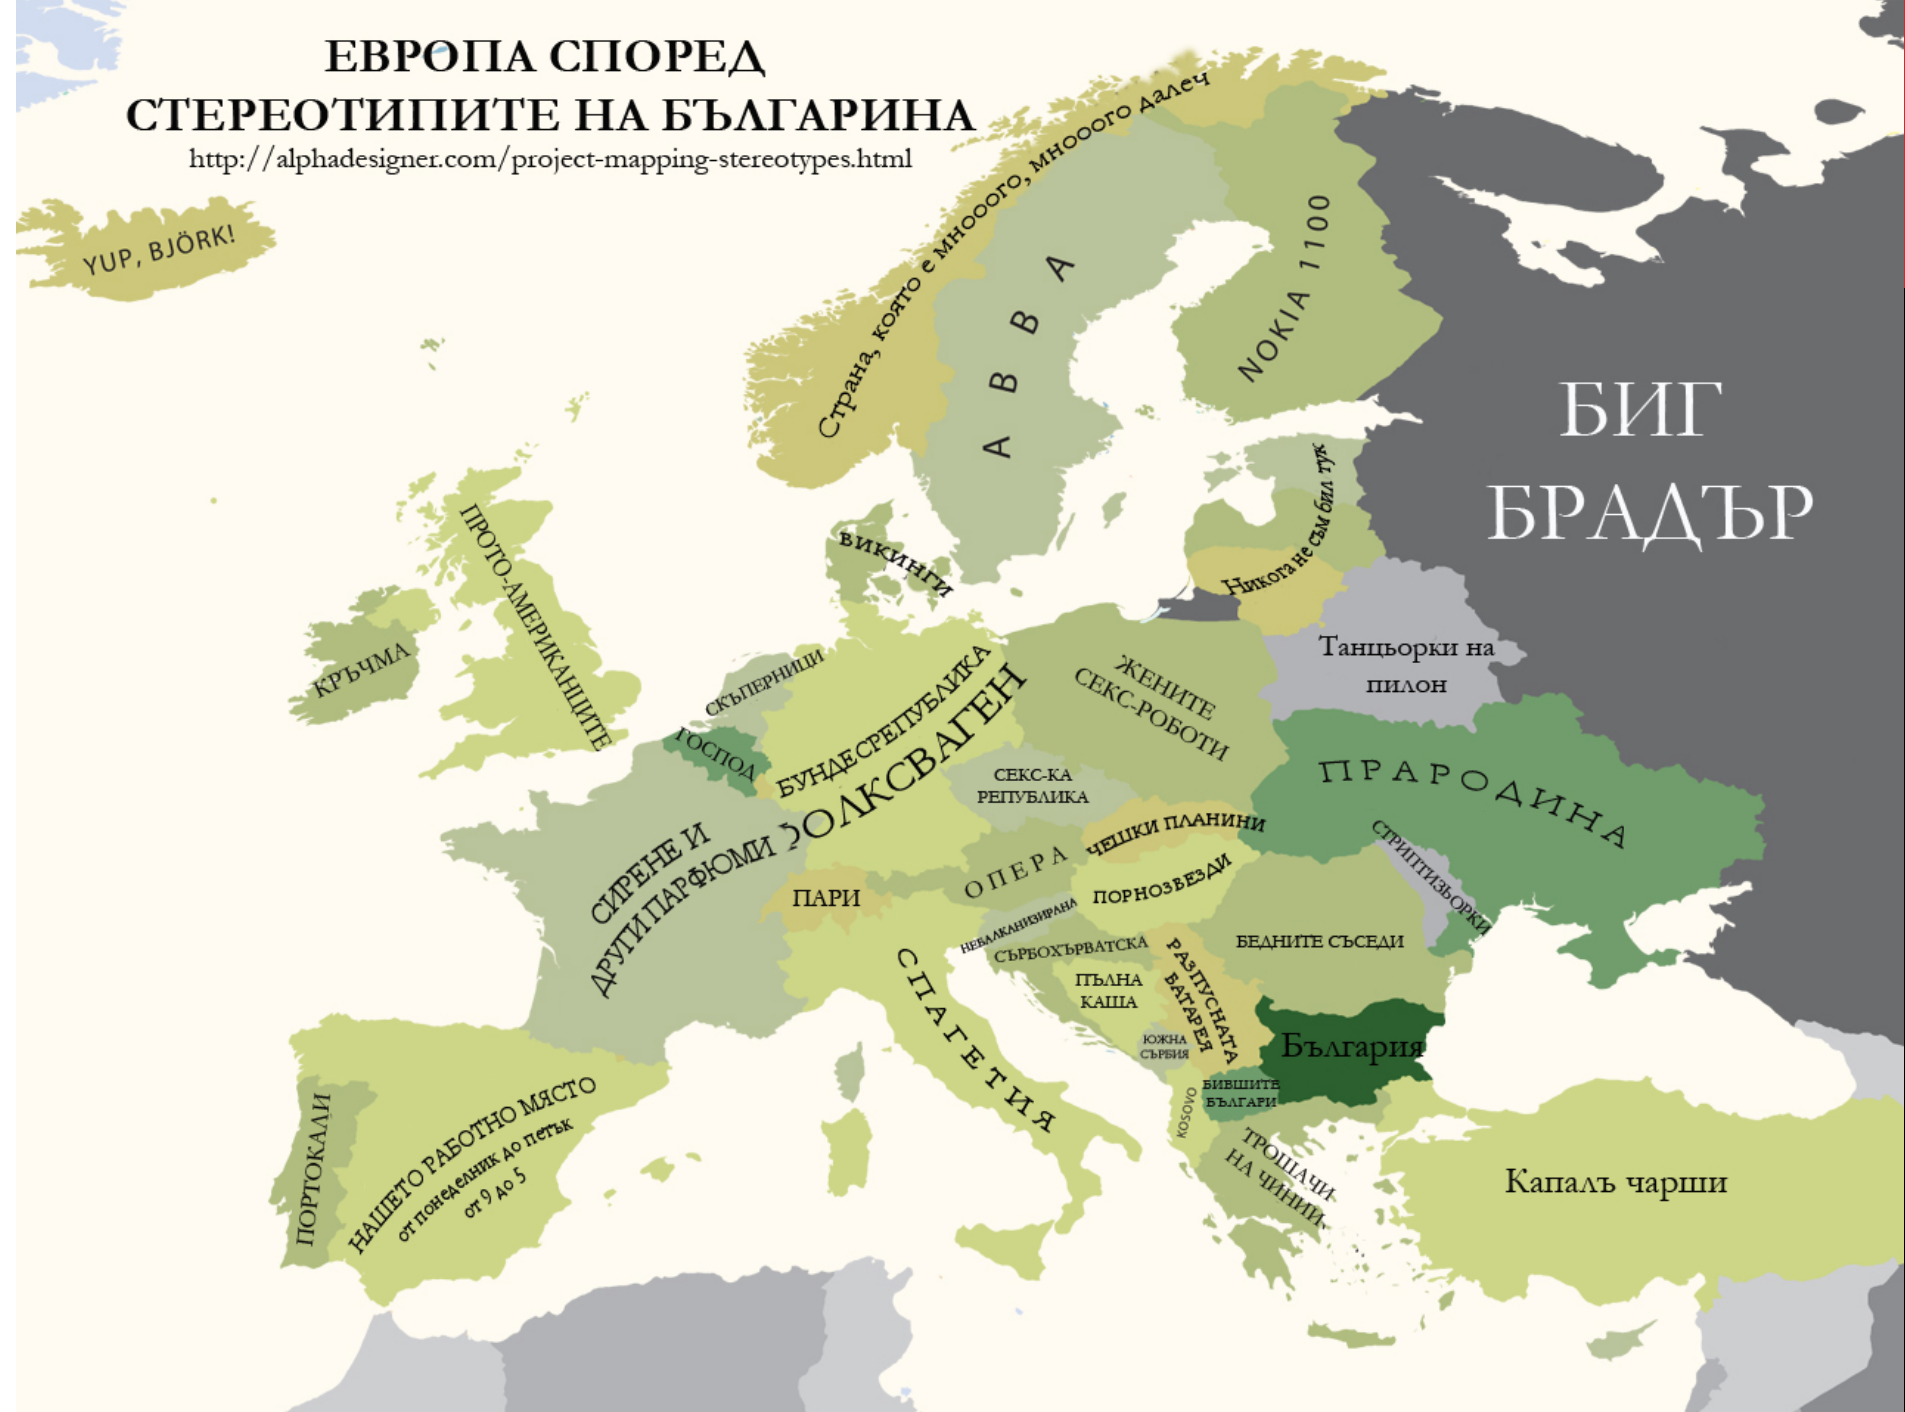 ЕВРОПА СПОРЕД
СТЕРЕОТИПИТЕ НА БЪЛГАРИНА
http://alphadesigner.com/project-mapping-stereotypes.html
YUP, BJÖRK!
Страна, която е мнооого, мнооого далеч
ABBA
NOKIA 1100
БИГ
БРАДЪР
Никога не съм бил тук
ПРОТО-АМЕРИКАНЦИТЕ
КРЪЧМА
ВИКИНГИ
СКЪПЕРНИЦИ
ГОСПОД
БУНДЕСРЕПУБЛИКА
ФОЛКСВАГЕН
ЖЕНИТЕ
СЕКС-РОБОТИ
Танцьорки на
пилон
ПРАРОДИНА
СЕКС-КА
РЕПУБЛИКА
ЧЕШКИ ПЛАНИНИ
СТРИПТИЗЬОРКИ
СИРЕНЕ И
ДРУГИ ПАРФЮМИ
ПАРИ
ОПЕРА
ПОРНОЗВЕЗДИ
НЕБАЛКАНИЗИРАНА
СЪРБОХЪРВАТСКА
БЕДНИТЕ СЪСЕДИ
ПЪЛНА
КАША
РАЗПУСНАТА
БАТАРЕЯ
СПАГЕТИЯ
ЮЖНА
СЪРБИЯ
България
БИВШИТЕ
БЪЛГАРИ
KOSOVO
ТРОШАЧИ
НА ЧИНИИ
Капалъ чарши
ПОРТОКАЛИ
НАШЕТО РАБОТНО МЯСТО
от понеделник до петък
от 9 до 5